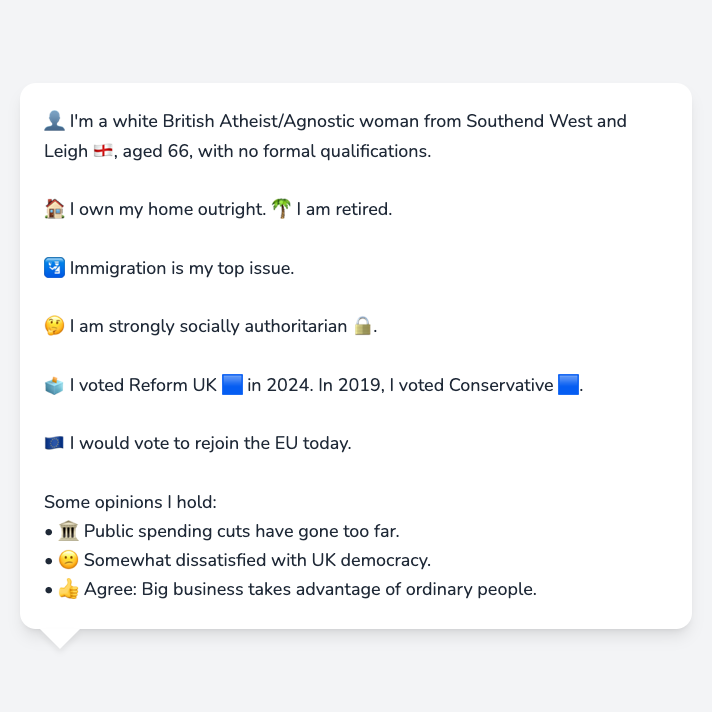 👤 I'm a white British Atheist/Agnostic woman from Southend West and
Leigh 🏴󠁧󠁢󠁥󠁮󠁧󠁿, aged 66, with no formal qualifications.
🏠 I own my home outright. 🌴 I am retired.
🛂 Immigration is my top issue.
🤔 I am strongly socially authoritarian 🔒.
🗳️ I voted Reform UK 🟦 in 2024. In 2019, I voted Conservative 🟦.
🇪🇺 I would vote to rejoin the EU today.
Some opinions I hold:
• 🏛️ Public spending cuts have gone too far.
• 🙁 Somewhat dissatisfied with UK democracy.
• 👍 Agree: Big business takes advantage of ordinary people.